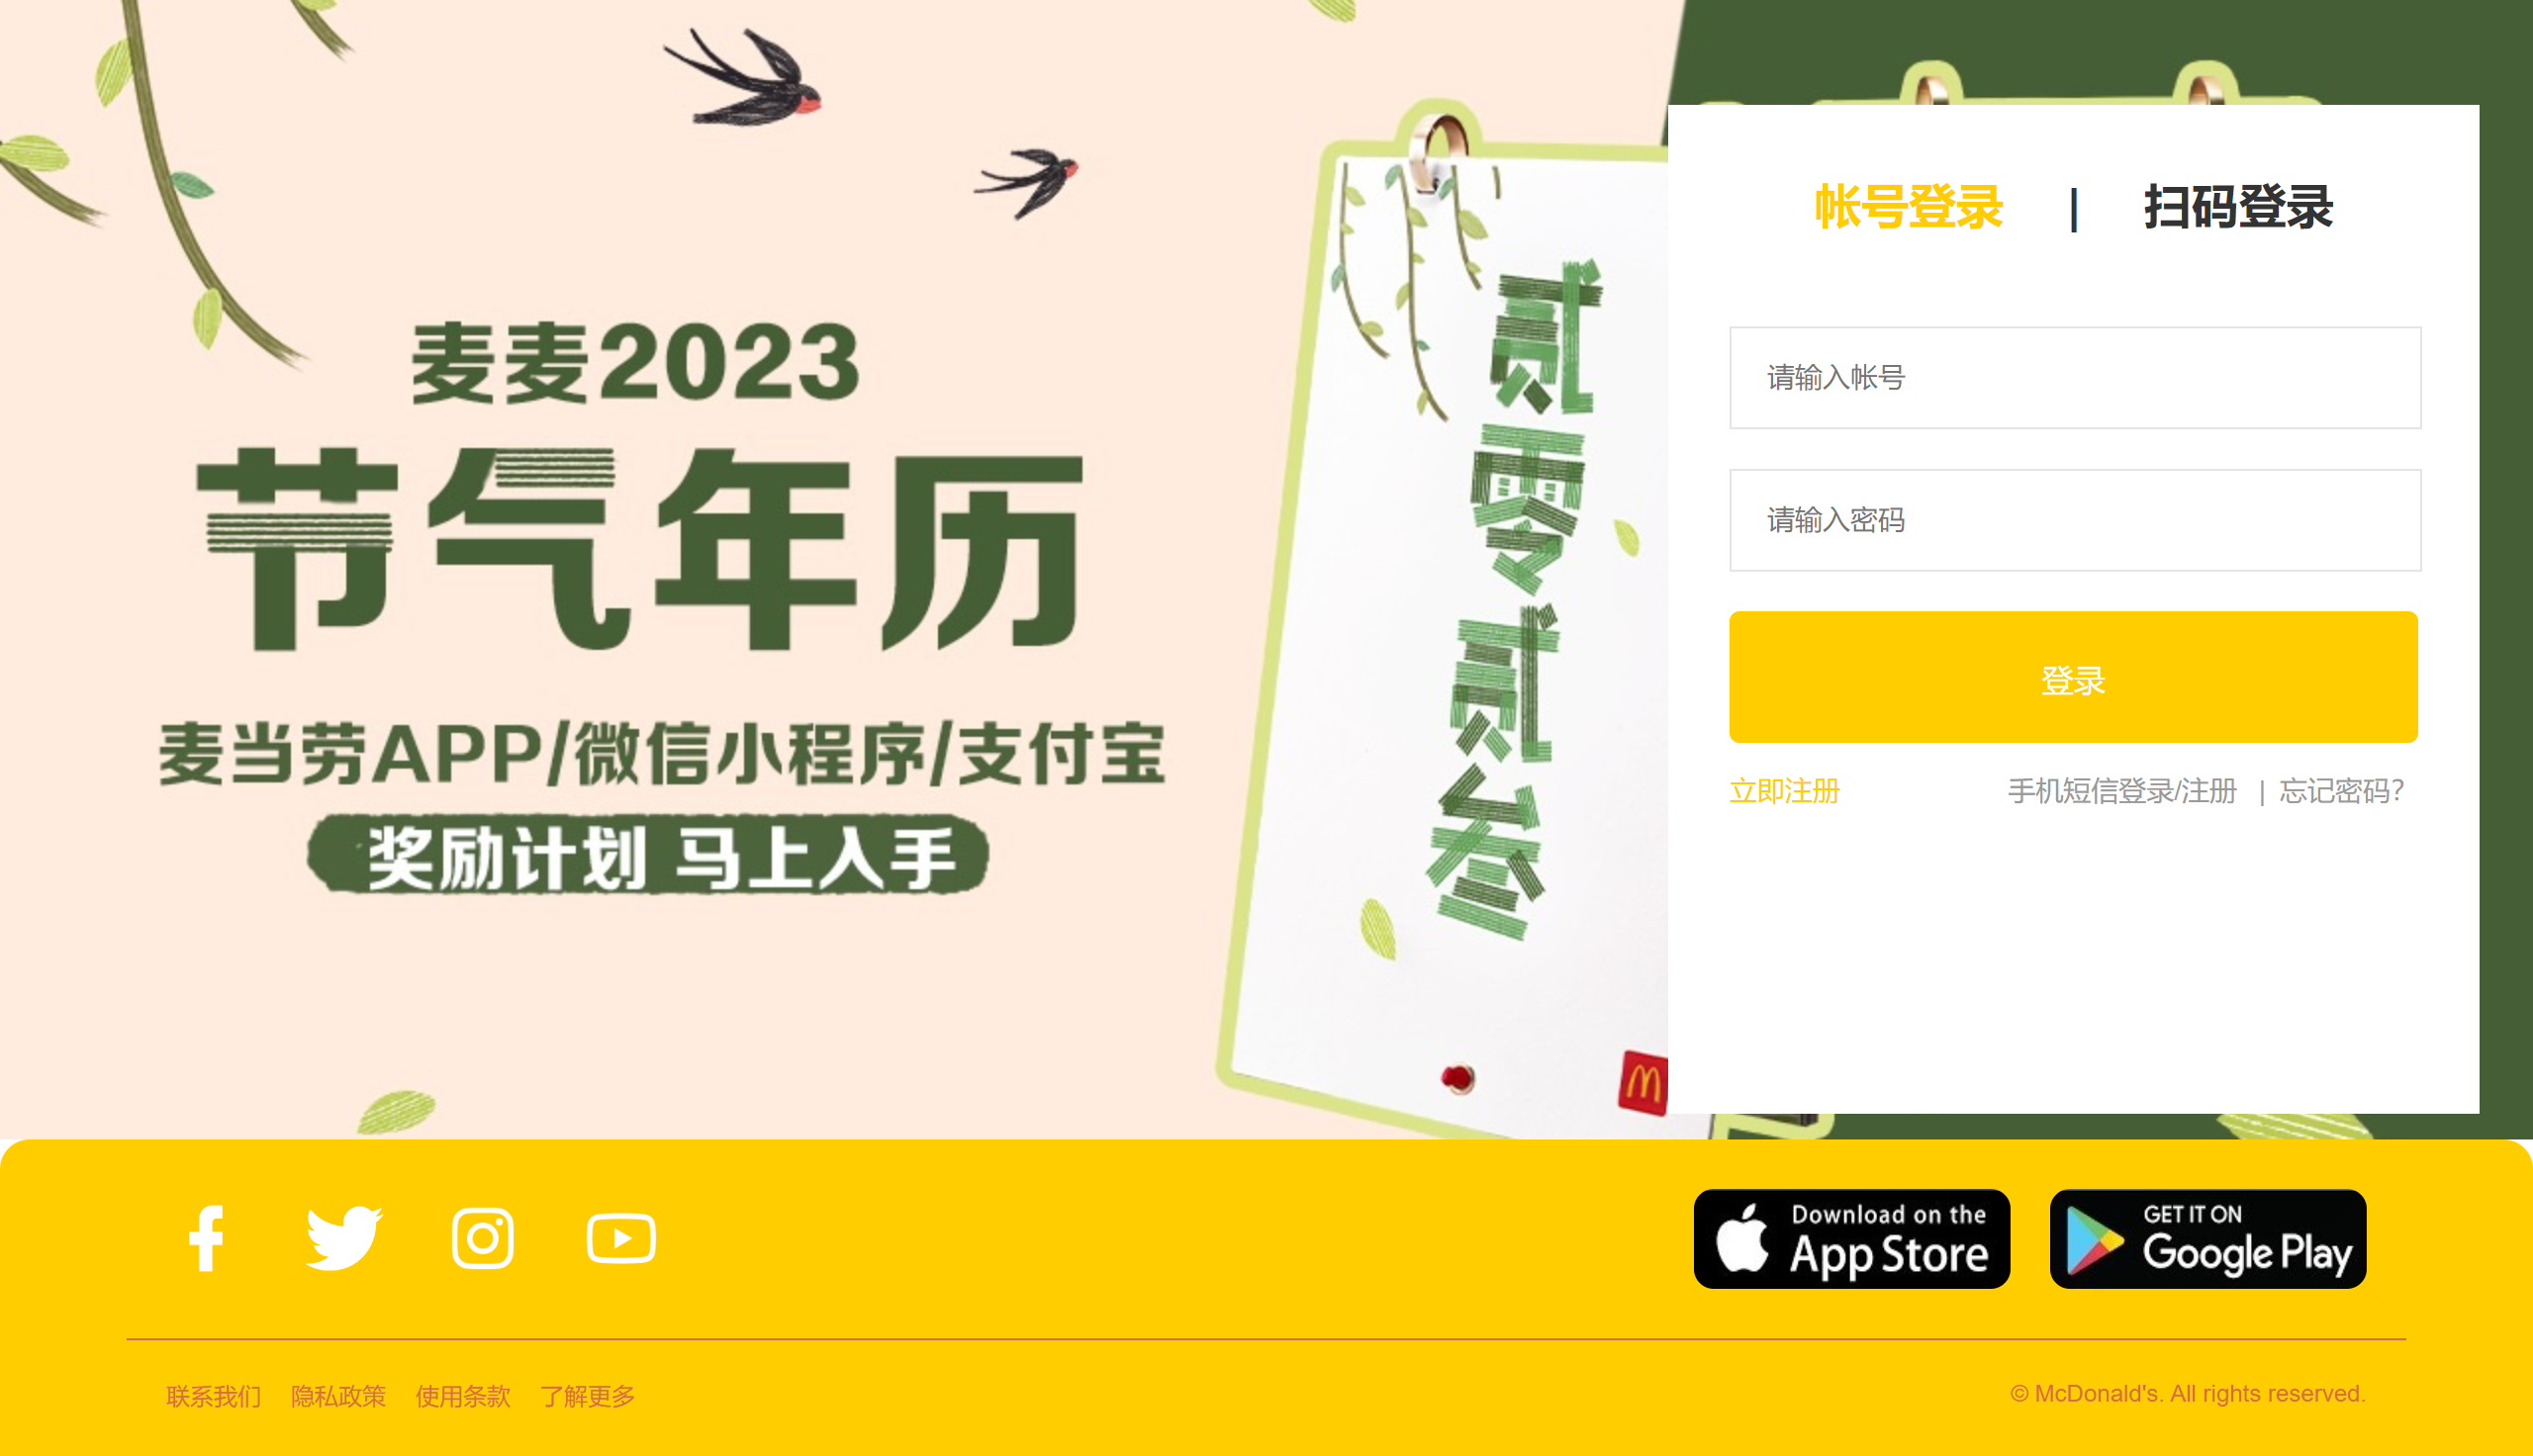 麦麦2023
节气年历
麦当劳APP/微信小程序/支付宝
奖励计划 马上入手
贰零贰叁
帐号登录 | 扫码登录
请输入帐号
请输入密码
登录
立即注册 手机短信登录/注册 | 忘记密码?
Download on the
App Store
GET IT ON
Google Play
联系我们 隐私政策 使用条款 了解更多
© McDonald's. All rights reserved.